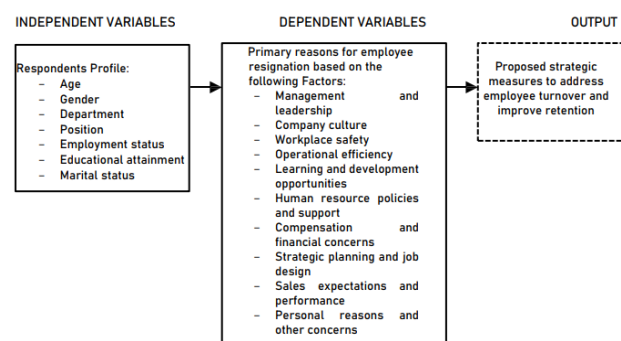 INDEPENDENT VARIABLES
Respondents Profile:
– Age
– Gender
– Department
– Position
– Employment status
– Educational attainment
– Marital status
DEPENDENT VARIABLES
Primary reasons for employee
resignation based on the
following Factors:
– Management and
leadership
– Company culture
– Workplace safety
– Operational efficiency
– Learning and development
opportunities
– Human resource policies
and support
– Compensation and
financial concerns
– Strategic planning and job
design
– Sales expectations and
performance
– Personal reasons and
other concerns
OUTPUT
Proposed strategic
measures to address
employee turnover and
improve retention